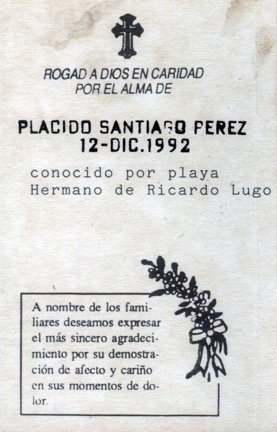 ROGAD A DIOS EN CARIDAD
POR EL ALMA DE
PLACIDO SANTIAGO PEREZ
12-DIC.1992
conocido por playa
Hermano de Ricardo Lugo
A nombre de los fami-
liares deseamos expresar
el más sincero agradeci-
miento por su demostra-
ción de afecto y cariño
en sus momentos de do-
lor.